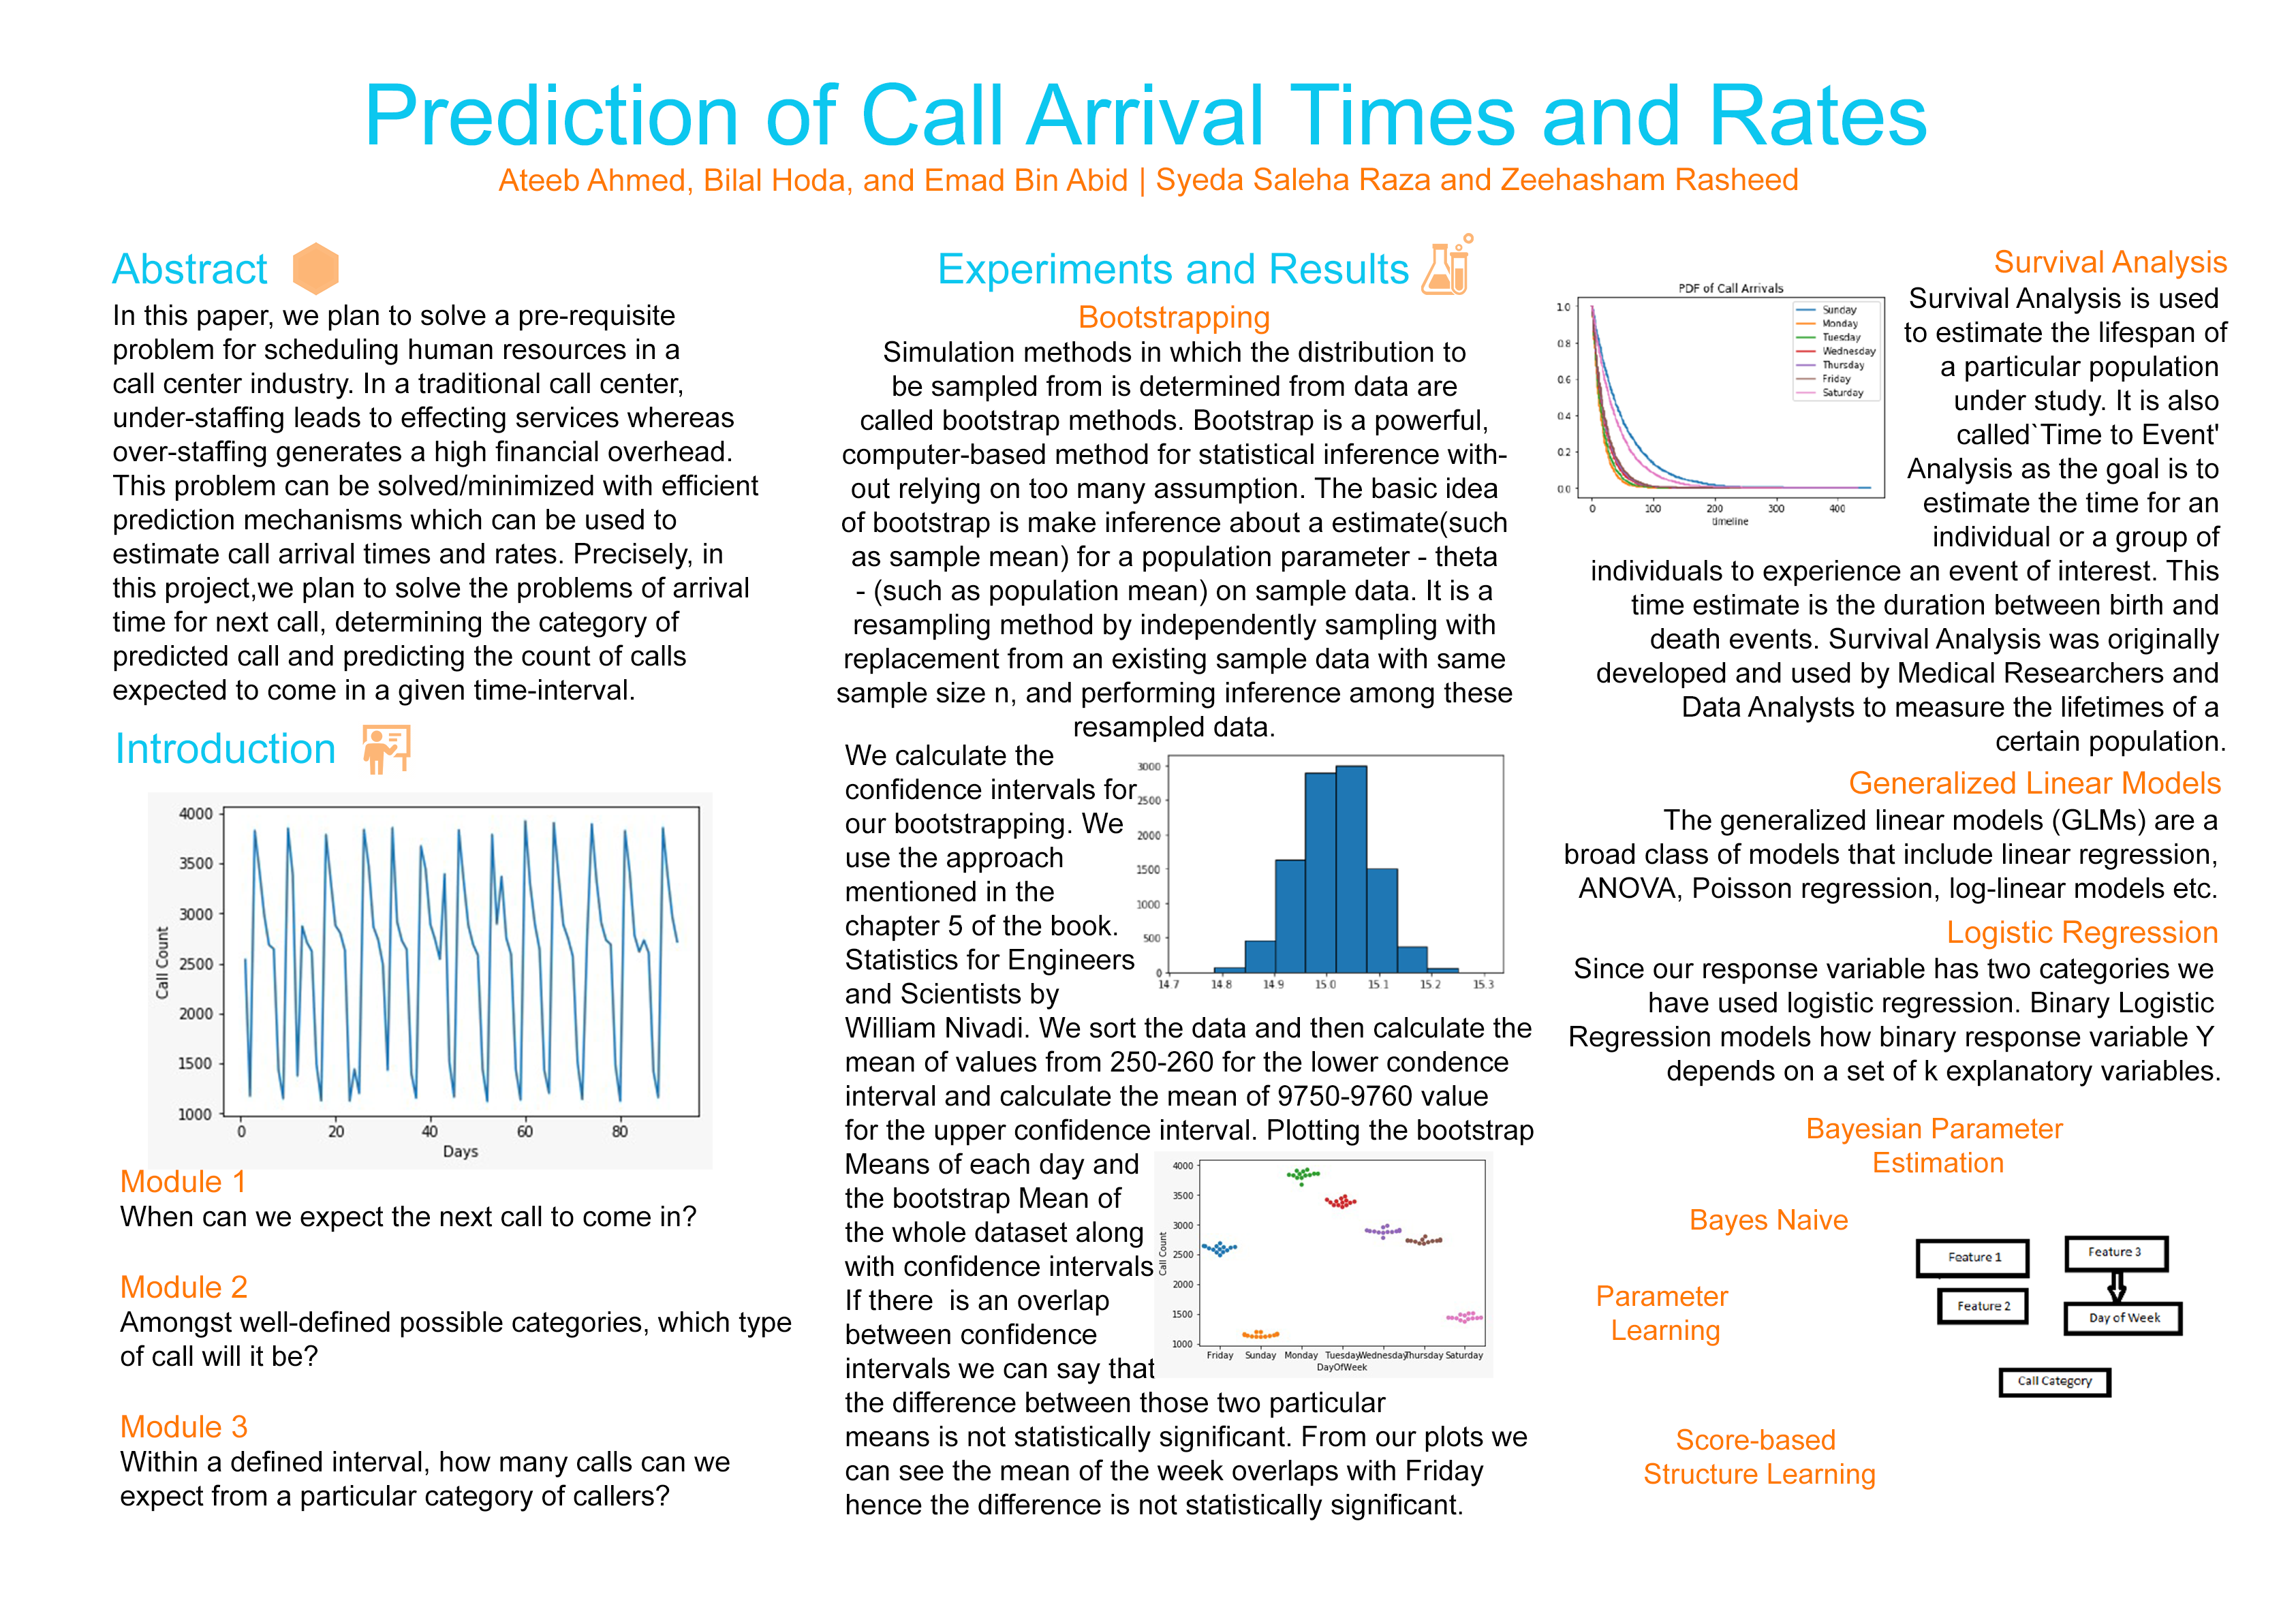 Prediction of Call Arrival Times and Rates
Ateeb Ahmed, Bilal Hoda, and Emad Bin Abid | Syeda Saleha Raza and Zeehasham Rasheed
Abstract
In this paper, we plan to solve a pre-requisite
problem for scheduling human resources in a
call center industry. In a traditional call center,
under-staffing leads to effecting services whereas
over-staffing generates a high financial overhead.
This problem can be solved/minimized with efficient
prediction mechanisms which can be used to
estimate call arrival times and rates. Precisely, in
this project,we plan to solve the problems of arrival
time for next call, determining the category of
predicted call and predicting the count of calls
expected to come in a given time-interval.
Introduction
4000
3500
3000
2500
2000
1500
1000
Call Count
0 20 40 60 80
Days
Module 1
When can we expect the next call to come in?
Module 2
Amongst well-defined possible categories, which type
of call will it be?
Module 3
Within a defined interval, how many calls can we
expect from a particular category of callers?
Experiments and Results
Bootstrapping
Simulation methods in which the distribution to
be sampled from is determined from data are
called bootstrap methods. Bootstrap is a powerful,
computer-based method for statistical inference with-
out relying on too many assumption. The basic idea
of bootstrap is make inference about a estimate(such
as sample mean) for a population parameter - theta
- (such as population mean) on sample data. It is a
resampling method by independently sampling with
replacement from an existing sample data with same
sample size n, and performing inference among these
resampled data.
We calculate the
confidence intervals for
our bootstrapping. We
use the approach
mentioned in the
chapter 5 of the book.
Statistics for Engineers
and Scientists by
William Nivadi. We sort the data and then calculate the
mean of values from 250-260 for the lower condence
interval and calculate the mean of 9750-9760 value
for the upper confidence interval. Plotting the bootstrap
Means of each day and
the bootstrap Mean of
the whole dataset along
with confidence intervals
If there  is an overlap
between confidence
intervals we can say that
the difference between those two particular
means is not statistically significant. From our plots we
can see the mean of the week overlaps with Friday
hence the difference is not statistically significant.
3000
2500
2000
1500
1000
500
0
14.7 14.8 14.9 15.0 15.1 15.2 15.3
4000
3500
3000
2500
2000
1500
1000
Call Count
Friday Sunday Monday Tuesday Wednesday Thursday Saturday
DayOfWeek
PDF of Call Arrivals
1.0
0.8
0.6
0.4
0.2
0.0
Sunday
Monday
Tuesday
Wednesday
Thursday
Friday
Saturday
0 100 200 300 400
timeline
Survival Analysis
Survival Analysis is used
to estimate the lifespan of
a particular population
under study. It is also
called`Time to Event'
Analysis as the goal is to
estimate the time for an
individual or a group of
individuals to experience an event of interest. This
time estimate is the duration between birth and
death events. Survival Analysis was originally
developed and used by Medical Researchers and
Data Analysts to measure the lifetimes of a
certain population.
Generalized Linear Models
The generalized linear models (GLMs) are a
broad class of models that include linear regression,
ANOVA, Poisson regression, log-linear models etc.
Logistic Regression
Since our response variable has two categories we
have used logistic regression. Binary Logistic
Regression models how binary response variable Y
depends on a set of k explanatory variables.
Bayesian Parameter
Estimation
Bayes Naive
Parameter
Learning
Score-based
Structure Learning
Feature 1
Feature 3
Feature 2
Day of Week
Call Category